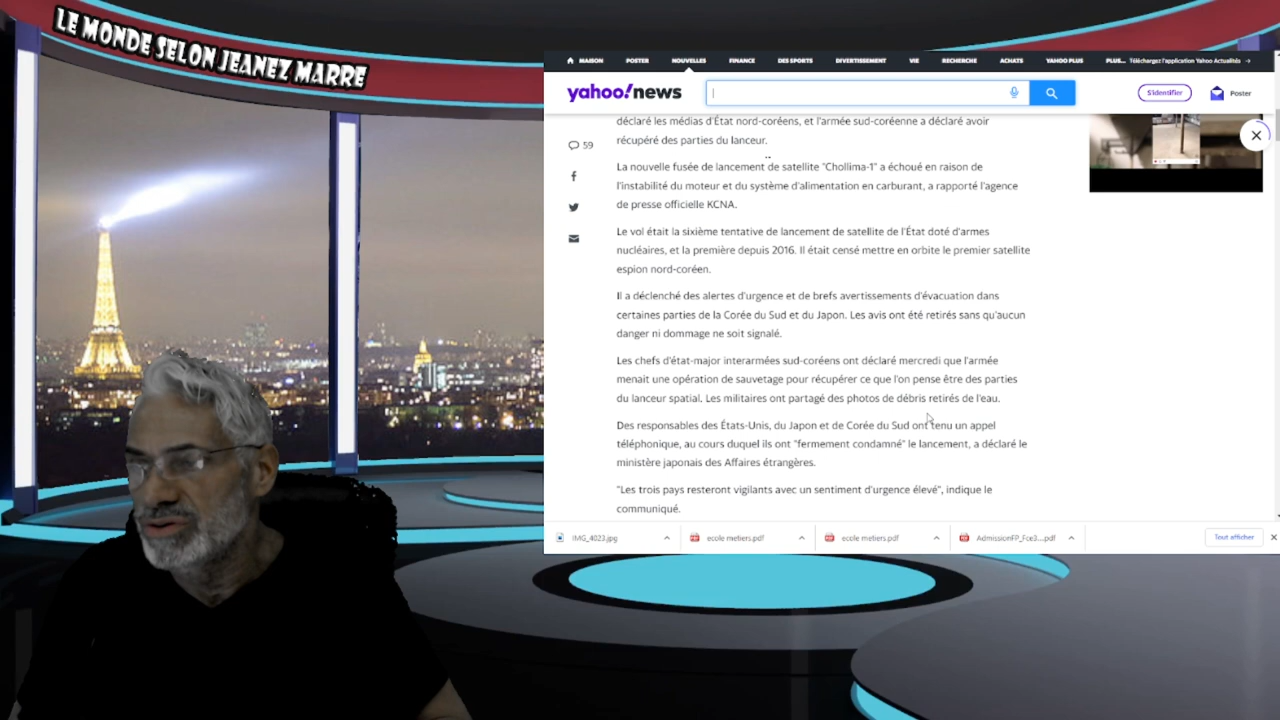 LE MONDE SELON JEANEZ MARRE
MAISON POSTER NOUVELLES FINANCE DES SPORTS DIVERTISSEMENT VIE RECHERCHE ACHATS YAHOO PLUS PLUS... Téléchargez l'application Yahoo Actualités →
yahoo!news
S'identifier Poster
déclaré les médias d'État nord-coréens, et l'armée sud-coréenne a déclaré avoir
récupéré des parties du lanceur.
59
La nouvelle fusée de lancement de satellite "Chollima-1" a échoué en raison de
l'instabilité du moteur et du système d'alimentation en carburant, a rapporté l'agence
de presse officielle KCNA.
Le vol était la sixième tentative de lancement de satellite de l'État doté d'armes
nucléaires, et la première depuis 2016. Il était censé mettre en orbite le premier satellite
espion nord-coréen.
Il a déclenché des alertes d'urgence et de brefs avertissements d'évacuation dans
certaines parties de la Corée du Sud et du Japon. Les avis ont été retirés sans qu'aucun
danger ni dommage ne soit signalé.
Les chefs d'état-major interarmées sud-coréens ont déclaré mercredi que l'armée
menait une opération de sauvetage pour récupérer ce que l'on pense être des parties
du lanceur spatial. Les militaires ont partagé des photos de débris retirés de l'eau.
Des responsables des États-Unis, du Japon et de Corée du Sud ont tenu un appel
téléphonique, au cours duquel ils ont "fermement condamné" le lancement, a déclaré le
ministère japonais des Affaires étrangères.
"Les trois pays resteront vigilants avec un sentiment d'urgence élevé", indique le
communiqué.
IMG_4023.jpg ecole metiers.pdf ecole metiers.pdf AdmissionFP_Fce3....pdf Tout afficher